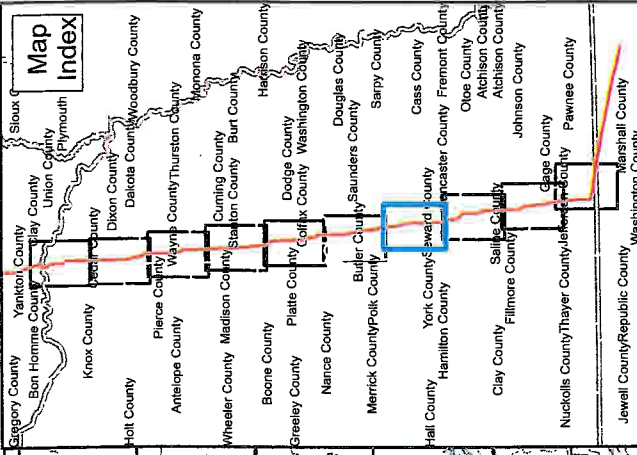 Map
Index
Sioux C
Plymouth
Woodbury County
Monona County
Harrison County
Union County
Clay County
Dixon County
Dakota County
Thurston County
Burt County
Washington County
Douglas County
Sarpy County
Cass County
Fremont County
Otoe County
Atchison County
Atchison County
Johnson County
Pawnee County
Marshall County
Yankton County
Bon Homme County
Cedar County
Wayne County
Cuming County
Stanton County
Dodge County
Colfax County
Saunders County
Butler County
Seward County
Lancaster County
Saline County
Gage County
Jefferson County
Washington County
Gregory County
Knox County
Pierce County
Madison County
Platte County
Polk County
York County
Fillmore County
Thayer County
Republic County
Holt County
Antelope County
Wheeler County
Boone County
Greeley County
Nance County
Merrick County
Hall County
Hamilton County
Clay County
Nuckolls County
Jewell County